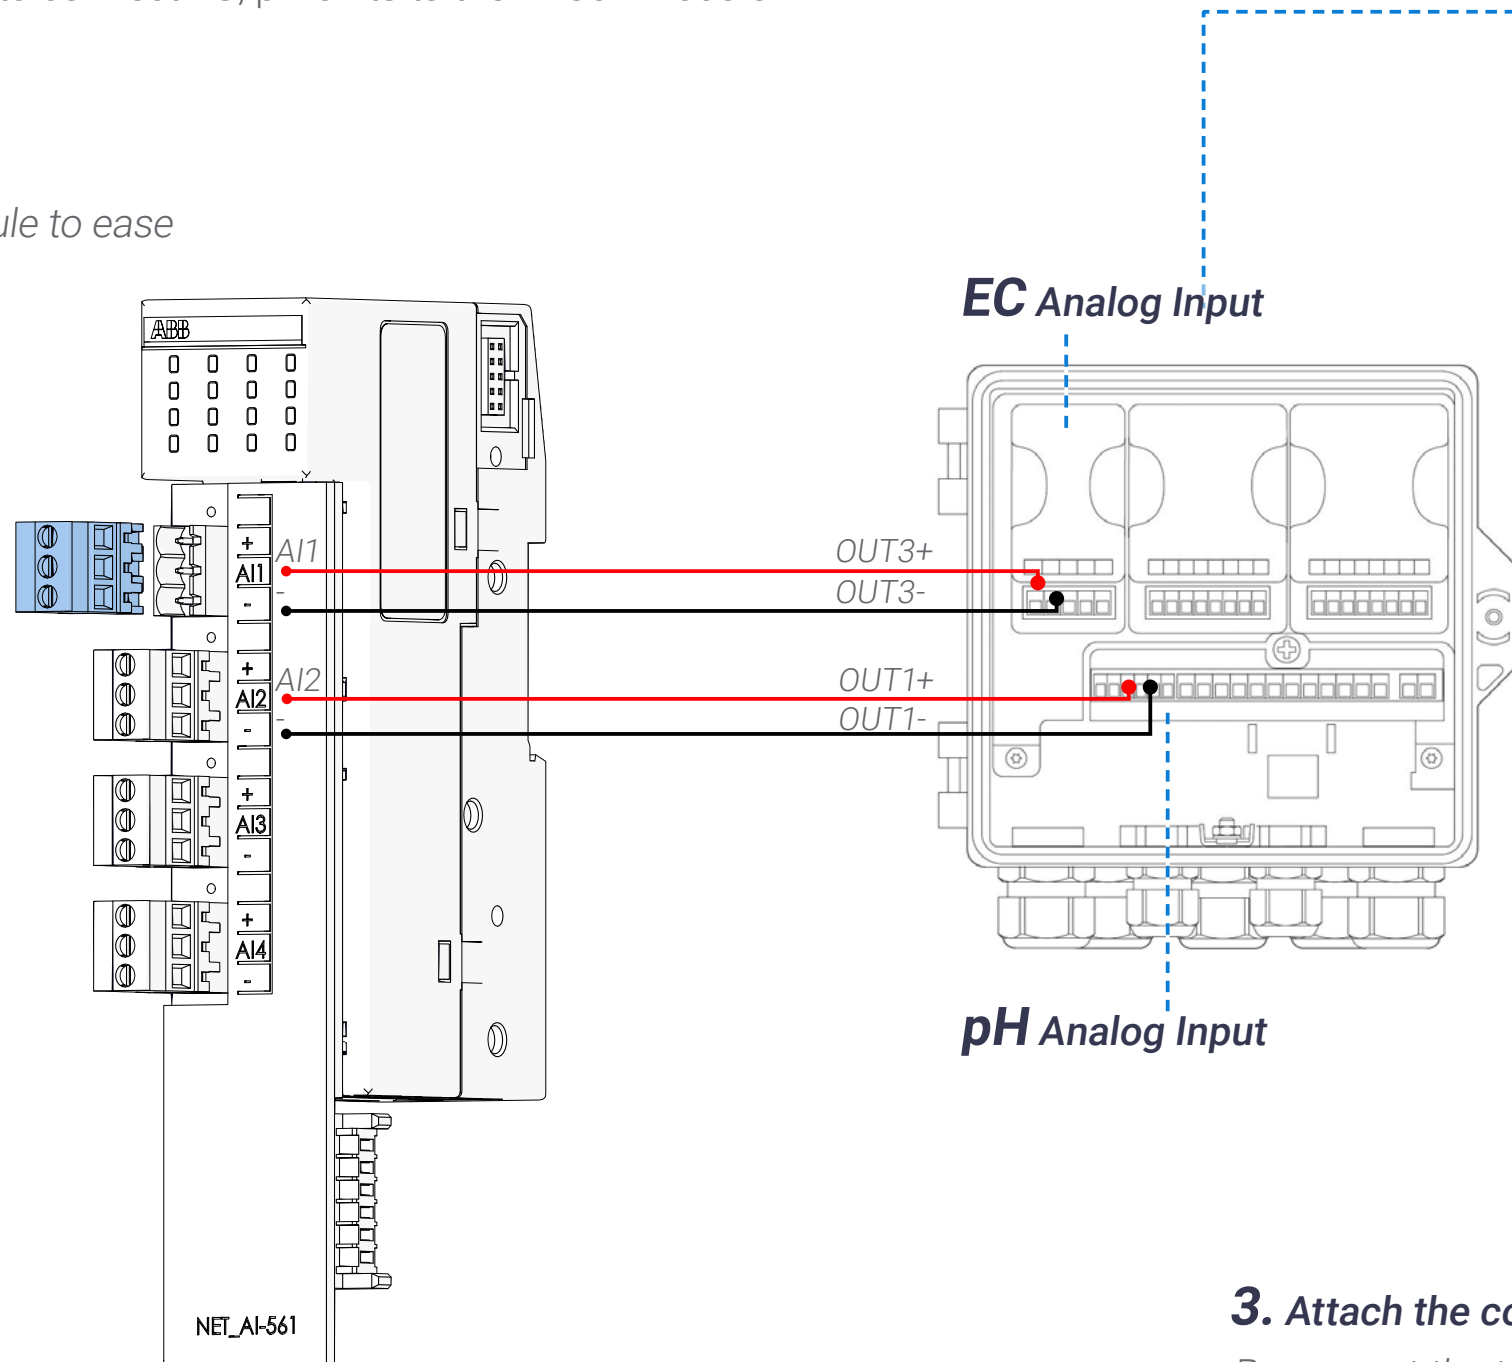 ule to ease
EC Analog Input
ABB
+
AI1
-
AI1
-
OUT3+
OUT3-
+
AI2
-
AI2
-
OUT1+
OUT1-
+
AI3
-
+
AI4
-
pH Analog Input
NET_AI-561
3. Attach the co